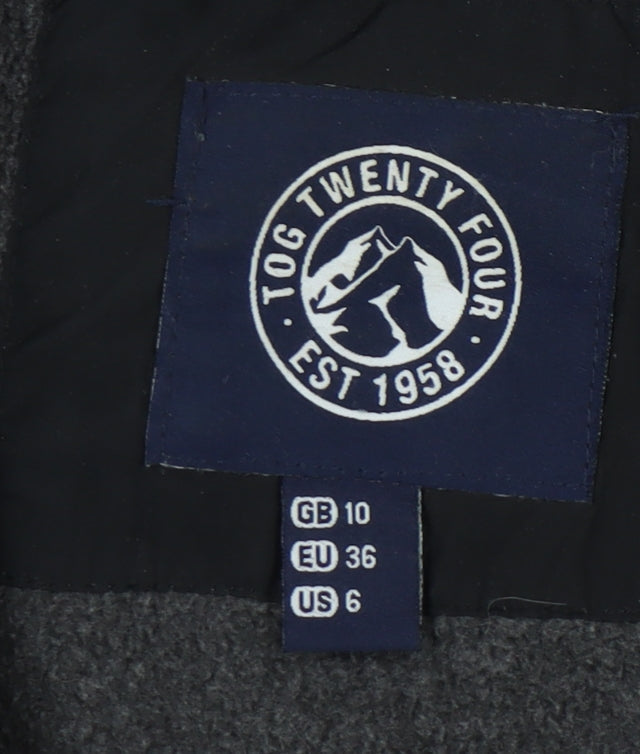 TOG TWENTY FOUR
· EST 1958 ·
GB 10
EU 36
US 6